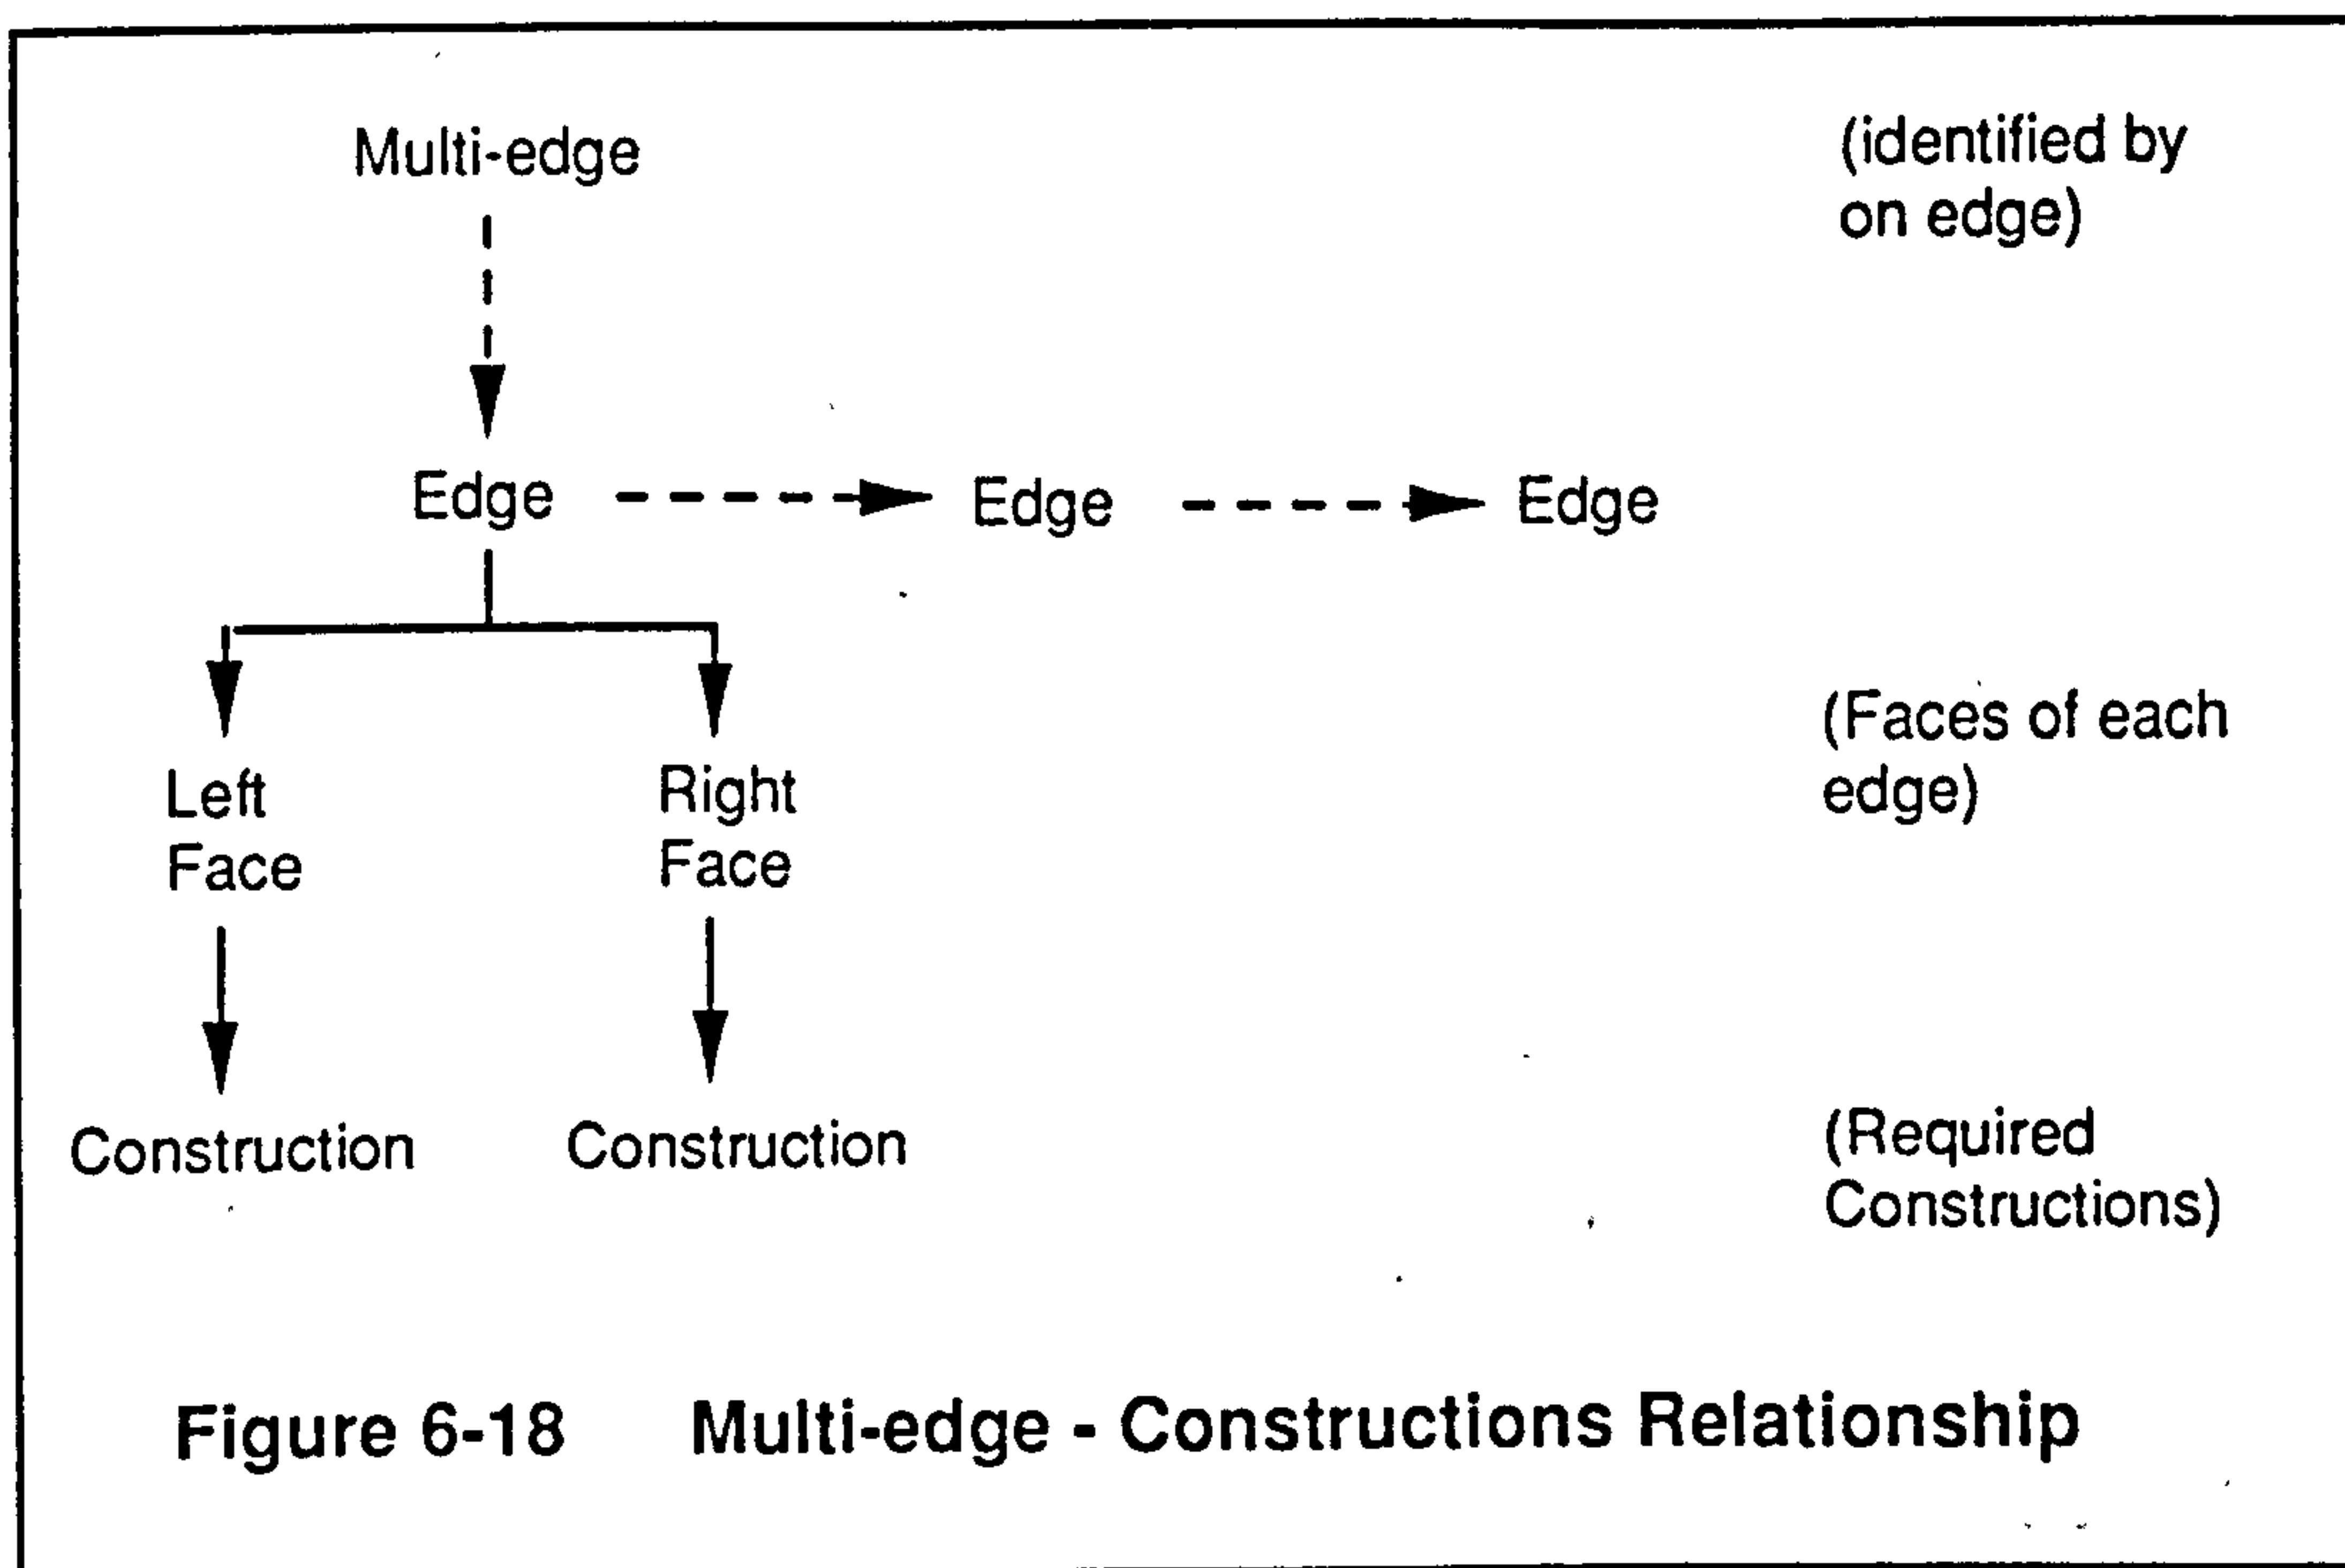 Multi-edge
(identified by
on edge)
Edge
Edge
Edge
Left
Face
Right
Face
(Faces of each
edge)
Construction
Construction
(Required
Constructions)
Figure 6-18 Multi-edge - Constructions Relationship